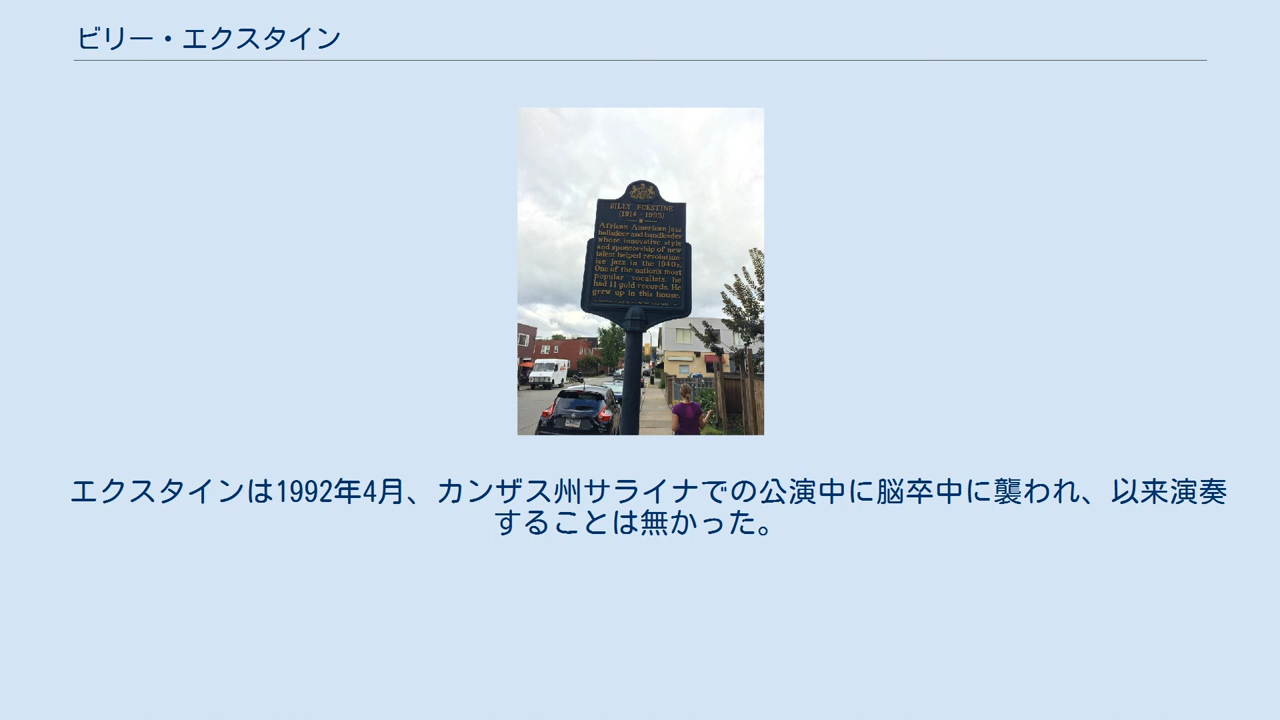 ビリー・エクスタイン
BILLY ECKSTINE
(1914 - 1993)
African American jazz
balladeer and bandleader
whose innovative style
and sponsorship of new
talent helped revolution-
ize jazz in the 1940s.
One of the nation's most
popular vocalists, he
had 11 gold records. He
grew up in this house.
エクスタインは1992年4月、カンザス州サライナでの公演中に脳卒中に襲われ、以来演奏
することは無かった。